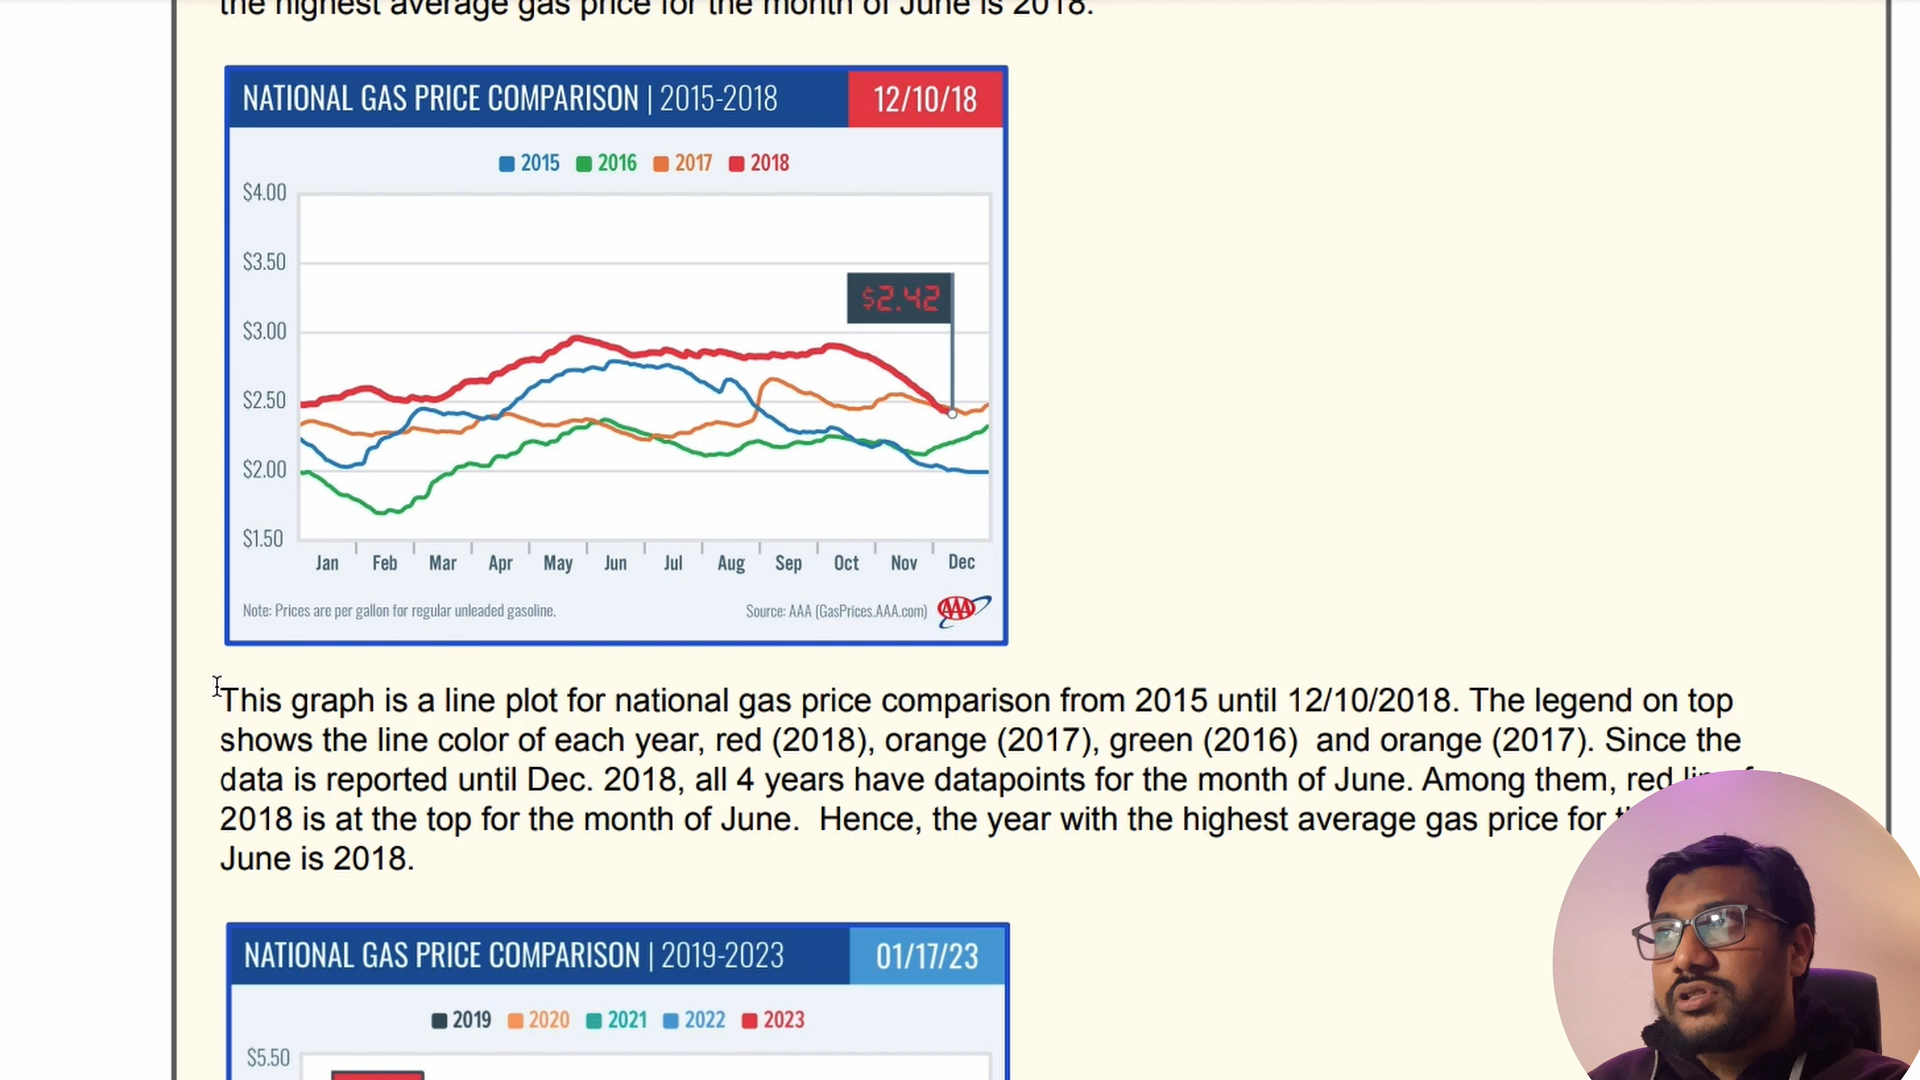 the highest average gas price for the month of June is 2018.
NATIONAL GAS PRICE COMPARISON | 2015-2018
12/10/18
2015 2016 2017 2018
$4.00
$3.50
$3.00
$2.50
$2.00
$1.50
$2.42
Jan Feb Mar Apr May Jun Jul Aug Sep Oct Nov Dec
Note: Prices are per gallon for regular unleaded gasoline.
Source: AAA (GasPrices.AAA.com)
AAA
This graph is a line plot for national gas price comparison from 2015 until 12/10/2018. The legend on top
shows the line color of each year, red (2018), orange (2017), green (2016) and orange (2017). Since the
data is reported until Dec. 2018, all 4 years have datapoints for the month of June. Among them, red
2018 is at the top for the month of June. Hence, the year with the highest average gas price for
June is 2018.
NATIONAL GAS PRICE COMPARISON | 2019-2023
01/17/23
2019 2020 2021 2022 2023
$5.50